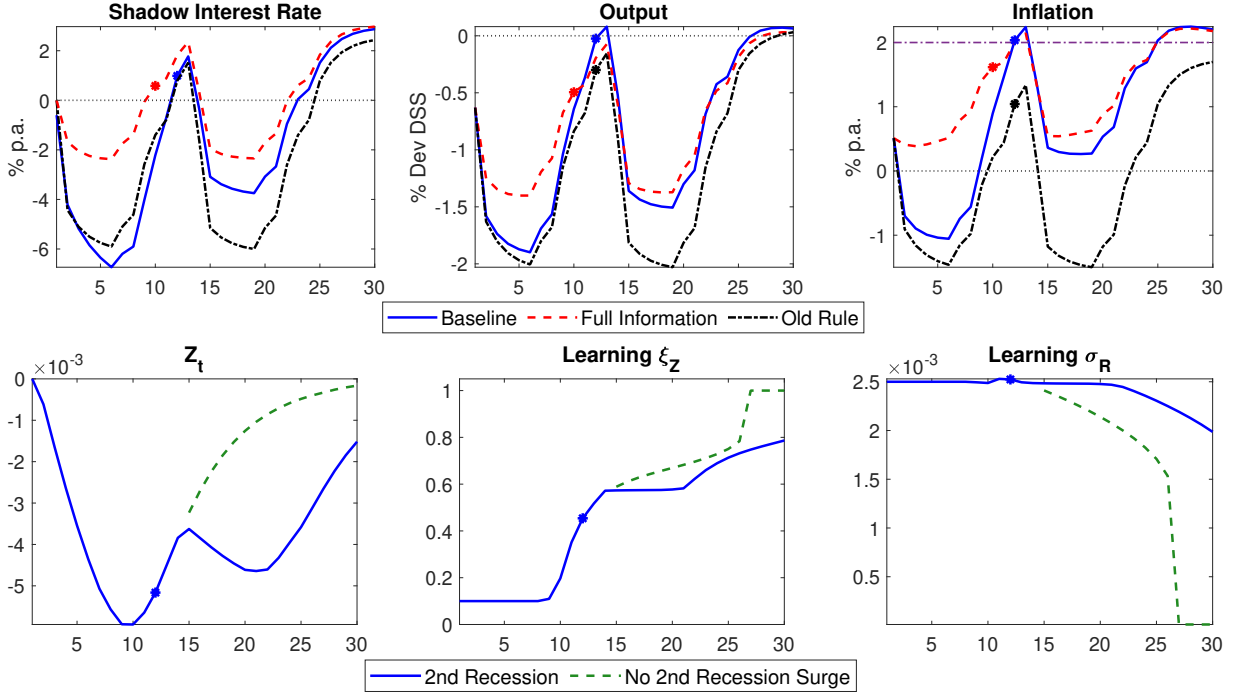 Shadow Interest Rate
Output
Inflation
% p.a.
2
0
-2
-4
-6
5 10 15 20 25 30
% Dev DSS
0
-0.5
-1
-1.5
-2
5 10 15 20 25 30
% p.a.
2
1
0
-1
5 10 15 20 25 30
Baseline Full Information Old Rule
Z_t
Learning ξ_Z
Learning σ_R
×10⁻³
0
-1
-2
-3
-4
-5
5 10 15 20 25 30
1
0.8
0.6
0.4
0.2
0
5 10 15 20 25 30
×10⁻³
2.5
2
1.5
1
0.5
5 10 15 20 25 30
2nd Recession No 2nd Recession Surge